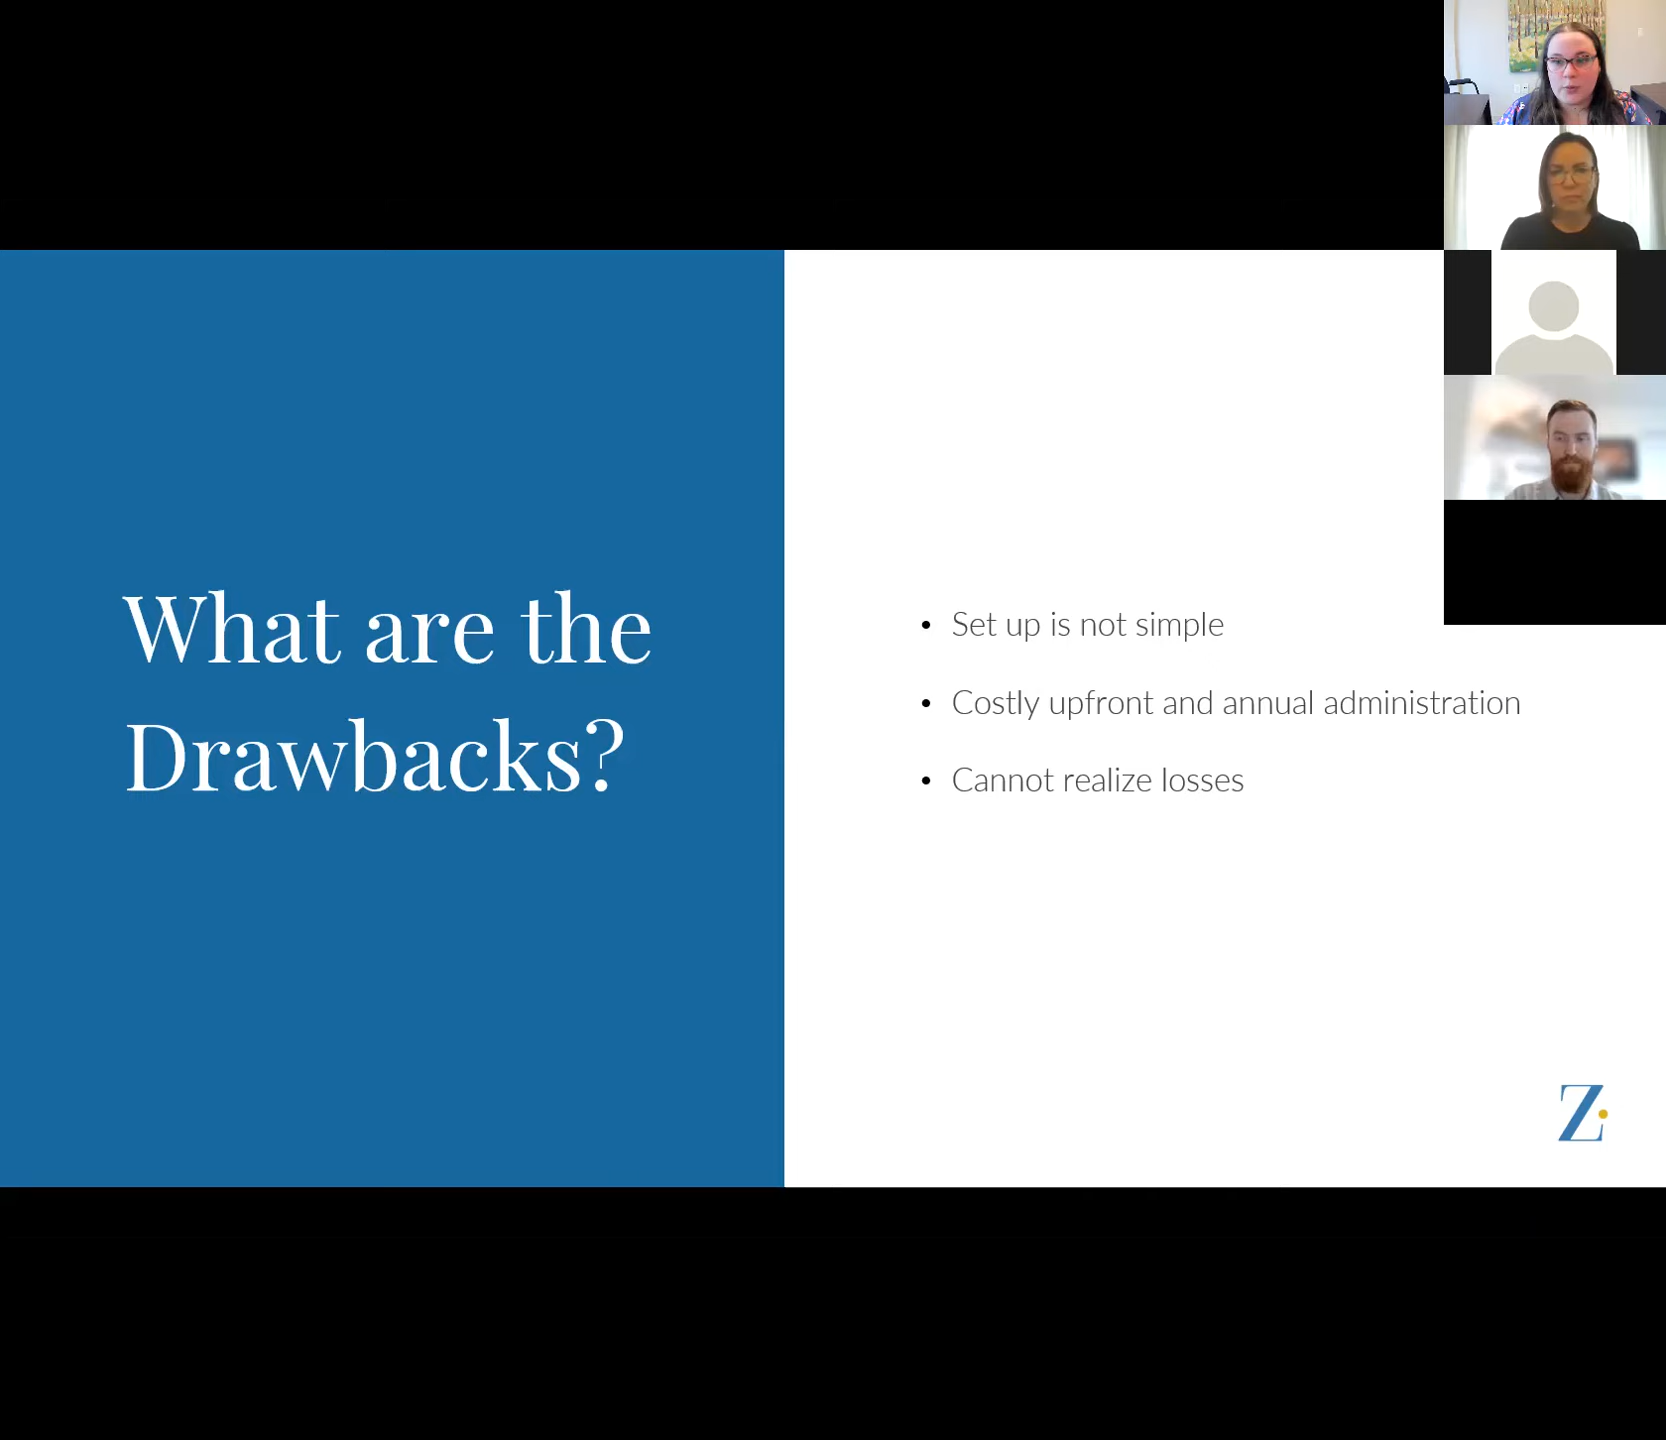 What are the
Drawbacks?
• Set up is not simple
• Costly upfront and annual administration
• Cannot realize losses
Z